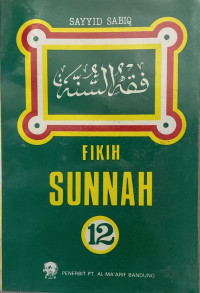 SAYYID SABIQ
فقه السنة
FIKIH
SUNNAH
12
PENERBIT PT. AL MA'ARIF BANDUNG